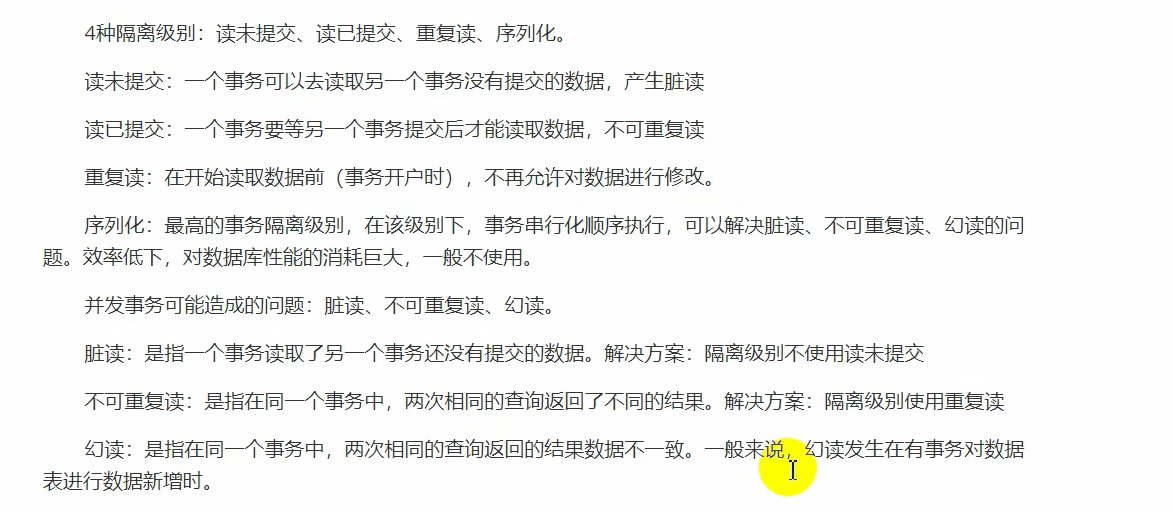 4种隔离级别：读未提交、读已提交、重复读、序列化。
读未提交：一个事务可以去读取另一个事务没有提交的数据，产生脏读
读已提交：一个事务要等另一个事务提交后才能读取数据，不可重复读
重复读：在开始读取数据前（事务开户时），不再允许对数据进行修改。
序列化：最高的事务隔离级别，在该级别下，事务串行化顺序执行，可以解决脏读、不可重复读、幻读的问
题。效率低下，对数据库性能的消耗巨大，一般不使用。
并发事务可能造成的问题：脏读、不可重复读、幻读。
脏读：是指一个事务读取了另一个事务还没有提交的数据。解决方案：隔离级别不使用读未提交
不可重复读：是指在同一个事务中，两次相同的查询返回了不同的结果。解决方案：隔离级别使用重复读
幻读：是指在同一个事务中，两次相同的查询返回的结果数据不一致。一般来说，幻读发生在有事务对数据
表进行数据新增时。